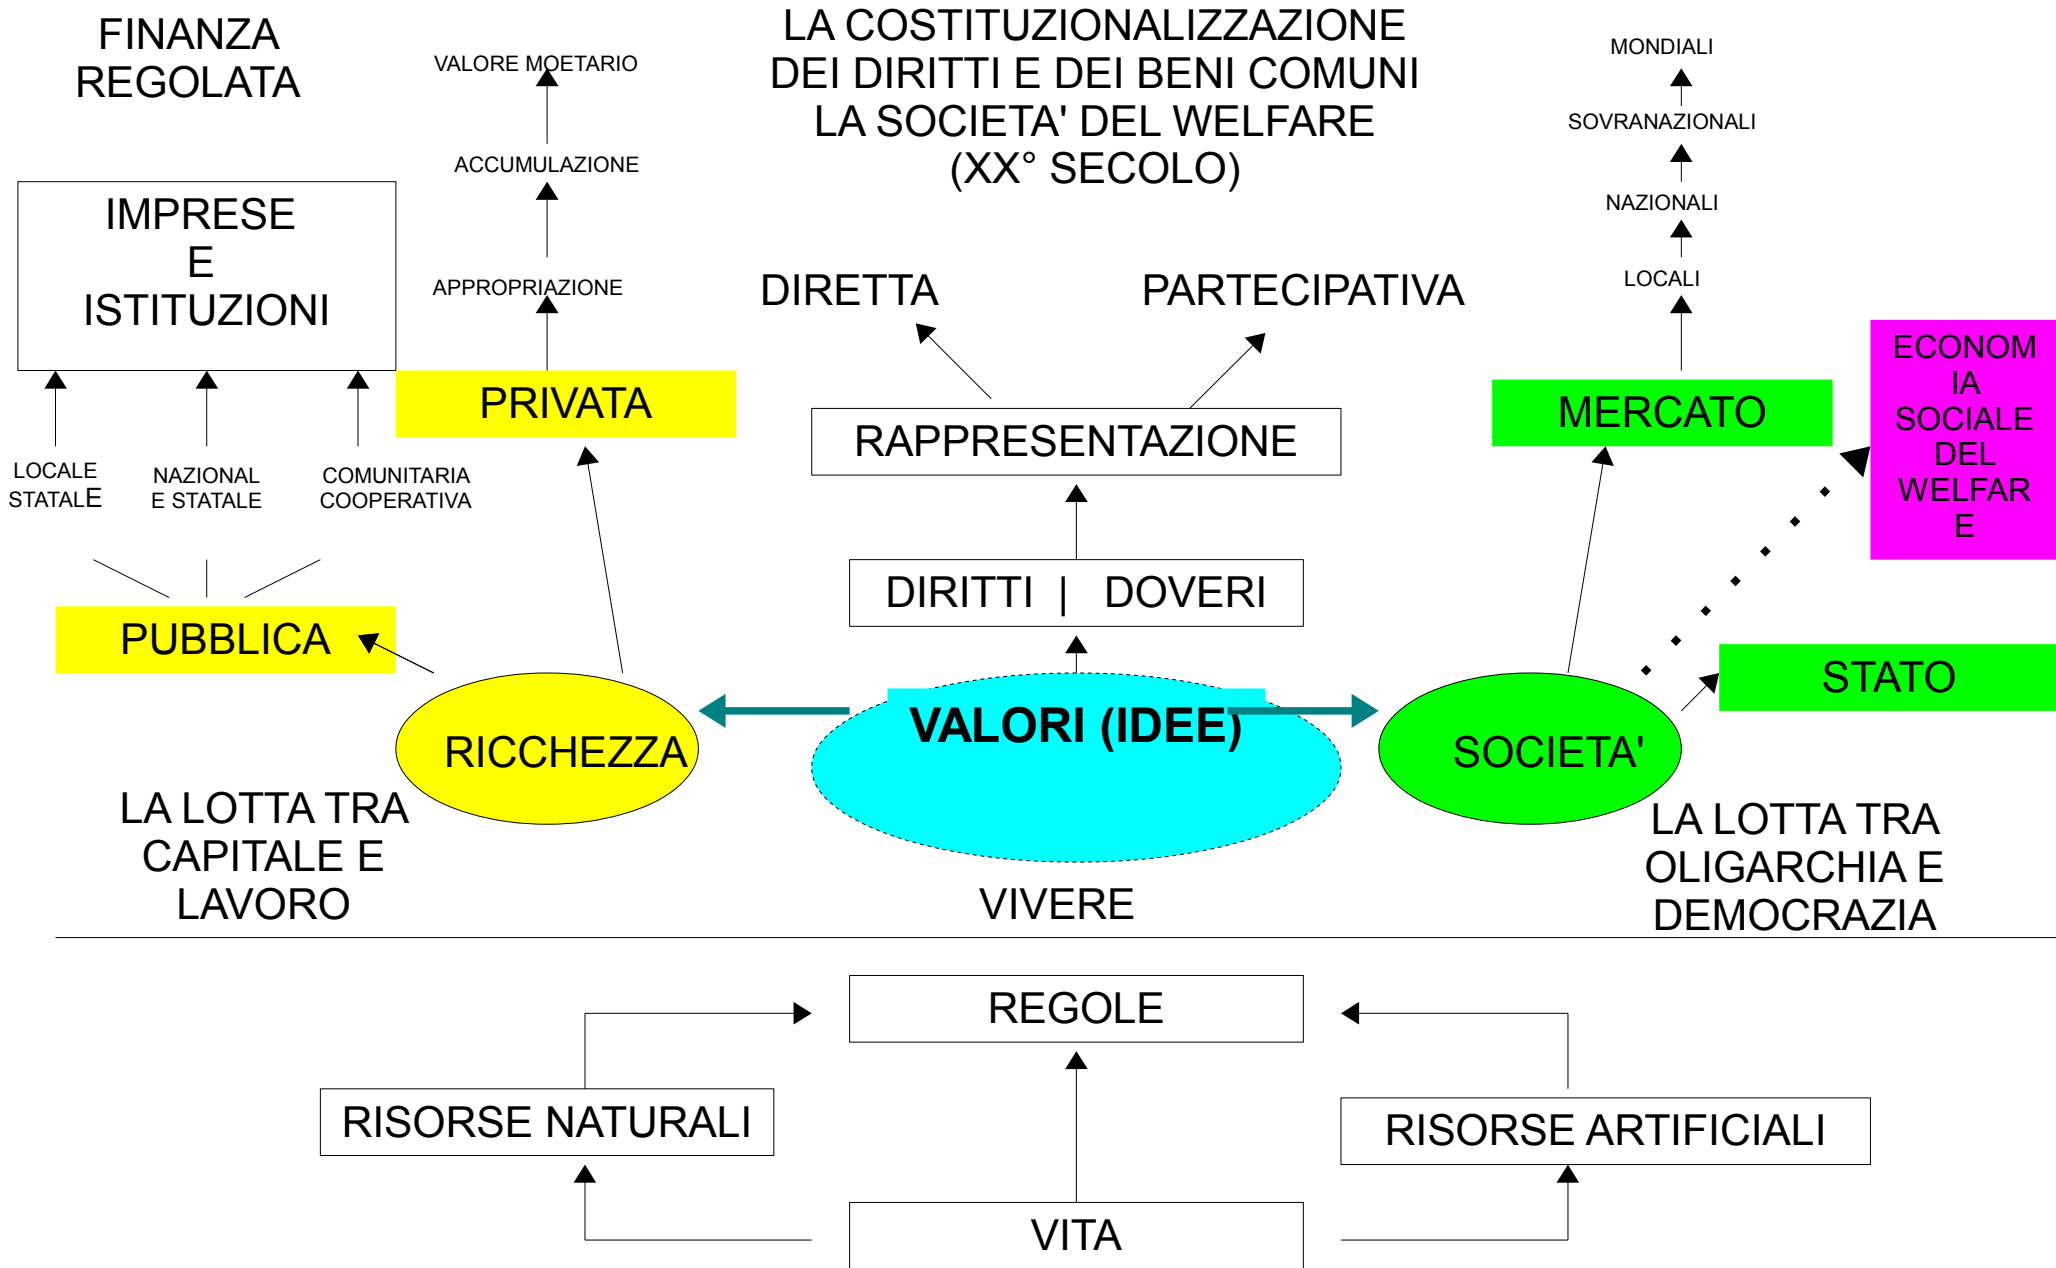 FINANZA
REGOLATA
VALORE MOETARIO
ACCUMULAZIONE
APPROPRIAZIONE
LA COSTITUZIONALIZZAZIONE
DEI DIRITTI E DEI BENI COMUNI
LA SOCIETA' DEL WELFARE
(XX° SECOLO)
MONDIALI
SOVRANAZIONALI
NAZIONALI
LOCALI
IMPRESE
E
ISTITUZIONI
DIRETTA
PARTECIPATIVA
PRIVATA
RAPPRESENTAZIONE
MERCATO
ECONOM
IA
SOCIALE
DEL
WELFAR
E
LOCALE
STATALE
NAZIONAL
E STATALE
COMUNITARIA
COOPERATIVA
DIRITTI | DOVERI
PUBBLICA
STATO
RICCHEZZA
VALORI (IDEE)
SOCIETA'
LA LOTTA TRA
CAPITALE E
LAVORO
VIVERE
LA LOTTA TRA
OLIGARCHIA E
DEMOCRAZIA
REGOLE
RISORSE NATURALI
RISORSE ARTIFICIALI
VITA